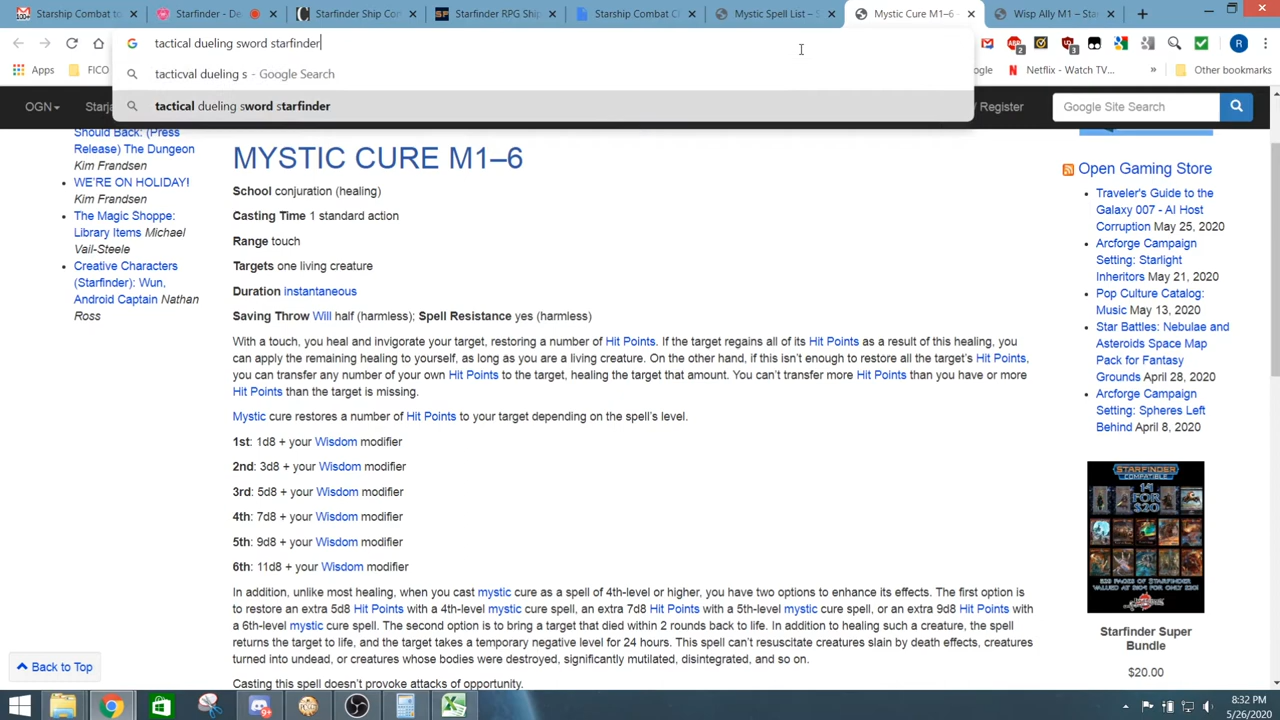 Starship Combat to
Starfinder - De
Starfinder Ship Con
Starfinder RPG Ship
Starship Combat C
Mystic Spell List –
Mystic Cure M1–6
Wisp Ally M1 – Star
tactical dueling sword starfinder
R
tacticval dueling s - Google Search
tactical dueling sword starfinder
Apps
FICO
ogle
Netflix - Watch TV...
Other bookmarks
OGN
Starja
/ Register
Google Site Search
Should Back: (Press
Release) The Dungeon
Kim Frandsen
WE'RE ON HOLIDAY!
Kim Frandsen
The Magic Shoppe:
Library Items Michael
Vail-Steele
Creative Characters
(Starfinder): Wun,
Android Captain Nathan
Ross
MYSTIC CURE M1–6
School conjuration (healing)
Casting Time 1 standard action
Range touch
Targets one living creature
Duration instantaneous
Saving Throw Will half (harmless); Spell Resistance yes (harmless)
With a touch, you heal and invigorate your target, restoring a number of Hit Points. If the target regains all of its Hit Points as a result of this healing, you
can apply the remaining healing to yourself, as long as you are a living creature. On the other hand, if this isn't enough to restore all the target's Hit Points,
you can transfer any number of your own Hit Points to the target, healing the target that amount. You can't transfer more Hit Points than you have or more
Hit Points than the target is missing.
Mystic cure restores a number of Hit Points to your target depending on the spell's level.
1st: 1d8 + your Wisdom modifier
2nd: 3d8 + your Wisdom modifier
3rd: 5d8 + your Wisdom modifier
4th: 7d8 + your Wisdom modifier
5th: 9d8 + your Wisdom modifier
6th: 11d8 + your Wisdom modifier
In addition, unlike most healing, when you cast mystic cure as a spell of 4th-level or higher, you have two options to enhance its effects. The first option is
to restore an extra 5d8 Hit Points with a 4th-level mystic cure spell, an extra 7d8 Hit Points with a 5th-level mystic cure spell, or an extra 9d8 Hit Points with
a 6th-level mystic cure spell. The second option is to bring a target that died within 2 rounds back to life. In addition to healing such a creature, the spell
returns the target to life, and the target takes a temporary negative level for 24 hours. This spell can't resuscitate creatures slain by death effects, creatures
turned into undead, or creatures whose bodies were destroyed, significantly mutilated, disintegrated, and so on.
Casting this spell doesn't provoke attacks of opportunity.
Open Gaming Store
Traveler's Guide to the
Galaxy 007 - AI Host
Corruption May 25, 2020
Arcforge Campaign
Setting: Starlight
Inheritors May 21, 2020
Pop Culture Catalog:
Music May 13, 2020
Star Battles: Nebulae and
Asteroids Space Map
Pack for Fantasy
Grounds April 28, 2020
Arcforge Campaign
Setting: Spheres Left
Behind April 8, 2020
STARFINDER
COMPATIBLE
Starfinder Super
Bundle
$20.00
Back to Top
8:32 PM
5/26/2020